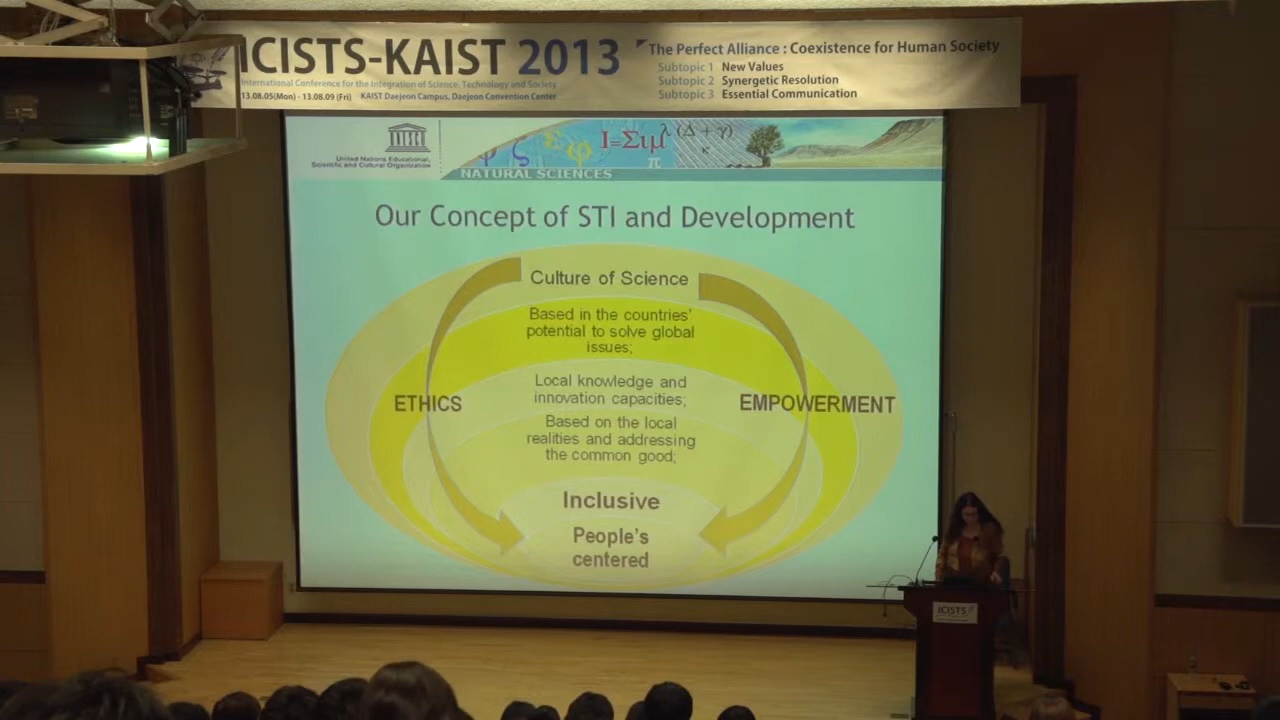 ICISTS-KAIST 2013
International Conference for the Integration of Science, Technology and Society
13.08.05(Mon) - 13.08.09 (Fri) KAIST Daejeon Campus, Daejeon Convention Center
The Perfect Alliance : Coexistence for Human Society
Subtopic 1 New Values
Subtopic 2 Synergetic Resolution
Subtopic 3 Essential Communication
United Nations Educational,
Scientific and Cultural Organization
I=Σιμλ (Δ + γ)
κ
ψ ς ε φ π
NATURAL SCIENCES
Our Concept of STI and Development
Culture of Science
Based in the countries'
potential to solve global
issues;
Local knowledge and
innovation capacities;
ETHICS
EMPOWERMENT
Based on the local
realities and addressing
the common good;
Inclusive
People's
centered
ICISTS